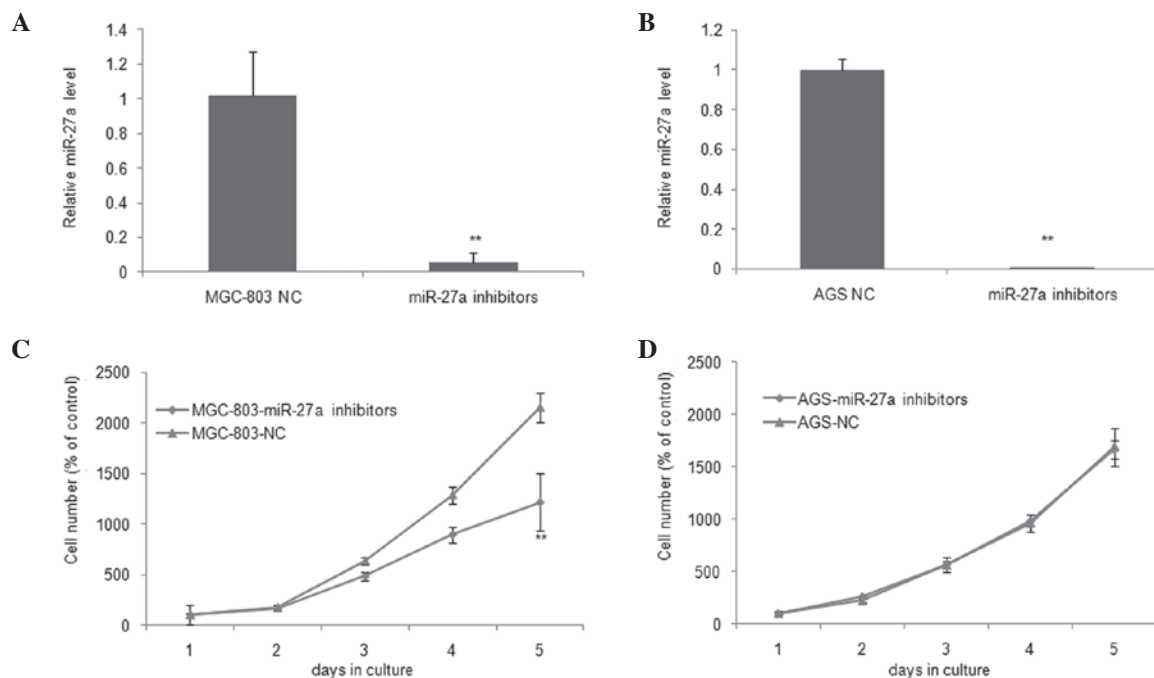 A
Relative miR-27a level
1.4
1.2
1
0.8
0.6
0.4
0.2
0
**
MGC-803 NC
miR-27a inhibitors
B
Relative miR-27a level
1.2
1
0.8
0.6
0.4
0.2
0
**
AGS NC
miR-27a inhibitors
C
Cell number (% of control)
2500
2000
1500
1000
500
0
MGC-803-miR-27a inhibitors
MGC-803-NC
**
1 2 3 4 5
days in culture
D
Cell number (% of control)
2500
2000
1500
1000
500
0
AGS-miR-27a inhibitors
AGS-NC
1 2 3 4 5
days in culture